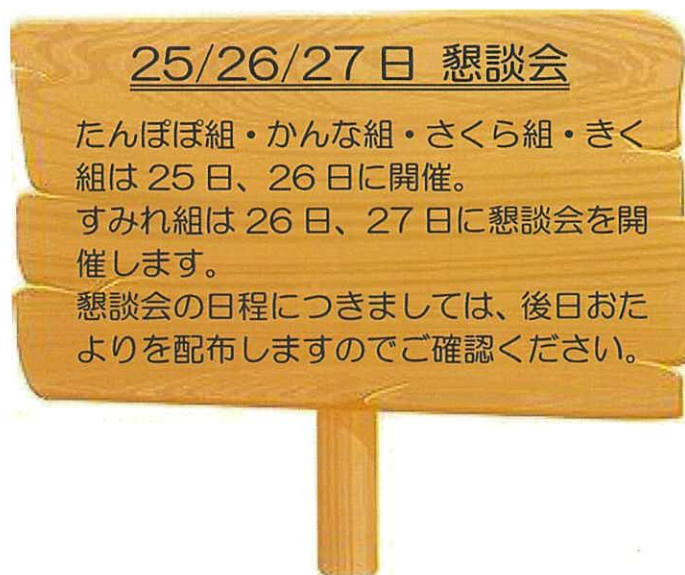 25/26/27日 懇談会
たんぽぽ組・かんな組・さくら組・きく
組は 25 日、26 日に開催。
すみれ組は 26 日、27 日に懇談会を開
催します。
懇談会の日程につきましては、後日おた
よりを配布しますのでご確認ください。